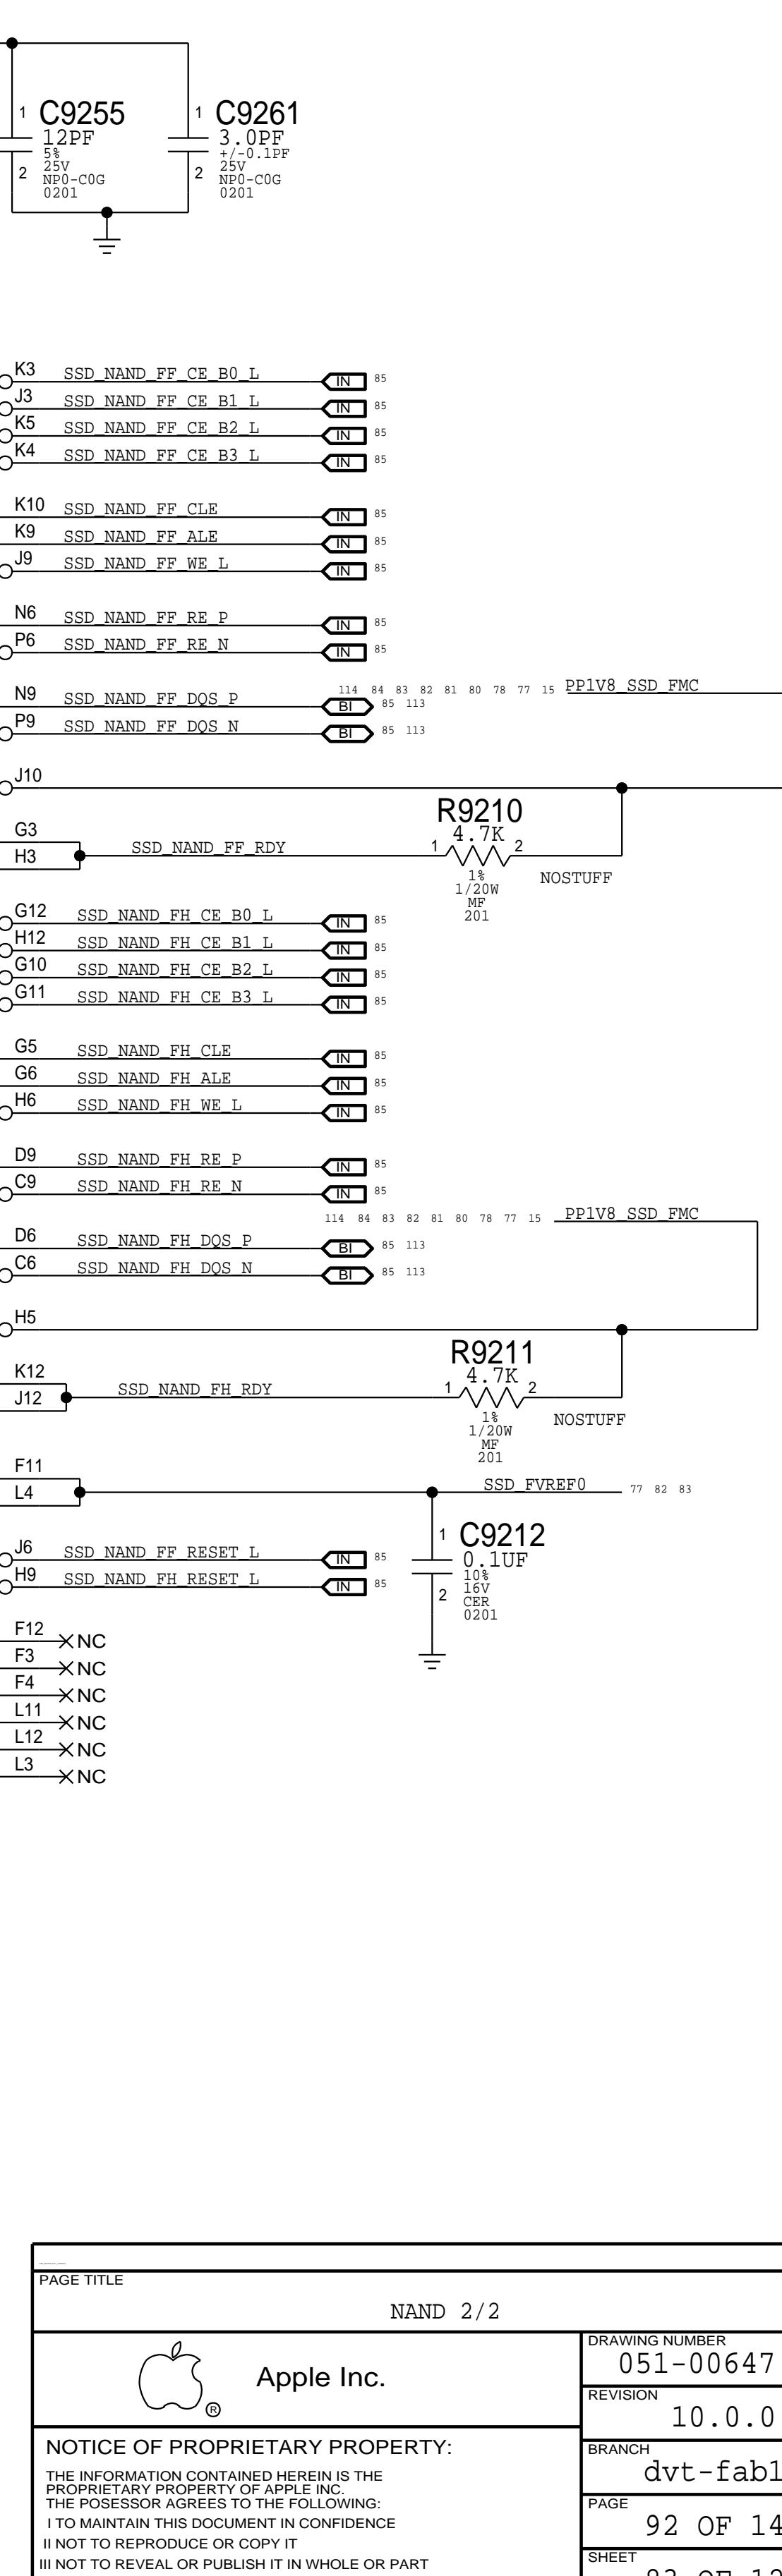 1 C9255
12PF
5%
25V
2 NP0-C0G
0201
1 C9261
3.0PF
+/-0.1PF
25V
2 NP0-C0G
0201
K3 SSD_NAND_FF_CE_B0_L IN 85
J3 SSD_NAND_FF_CE_B1_L IN 85
K5 SSD_NAND_FF_CE_B2_L IN 85
K4 SSD_NAND_FF_CE_B3_L IN 85
K10 SSD_NAND_FF_CLE IN 85
K9 SSD_NAND_FF_ALE IN 85
J9 SSD_NAND_FF_WE_L IN 85
N6 SSD_NAND_FF_RE_P IN 85
P6 SSD_NAND_FF_RE_N IN 85
114 84 83 82 81 80 78 77 15 PP1V8_SSD_FMC
N9 SSD_NAND_FF_DQS_P BI 85 113
P9 SSD_NAND_FF_DQS_N BI 85 113
J10
R9210
G3
4.7K
H3 SSD_NAND_FF_RDY 1 2
1% NOSTUFF
1/20W
MF
201
G12 SSD_NAND_FH_CE_B0_L IN 85
H12 SSD_NAND_FH_CE_B1_L IN 85
G10 SSD_NAND_FH_CE_B2_L IN 85
G11 SSD_NAND_FH_CE_B3_L IN 85
G5 SSD_NAND_FH_CLE IN 85
G6 SSD_NAND_FH_ALE IN 85
H6 SSD_NAND_FH_WE_L IN 85
D9 SSD_NAND_FH_RE_P IN 85
C9 SSD_NAND_FH_RE_N IN 85
114 84 83 82 81 80 78 77 15 PP1V8_SSD_FMC
D6 SSD_NAND_FH_DQS_P BI 85 113
C6 SSD_NAND_FH_DQS_N BI 85 113
H5
R9211
K12 4.7K
J12 SSD_NAND_FH_RDY 1 2
1% NOSTUFF
1/20W
MF
201
F11
L4 SSD_FVREF0 77 82 83
1 C9212
0.1UF
10%
16V
2 CER
0201
J6 SSD_NAND_FF_RESET_L IN 85
H9 SSD_NAND_FH_RESET_L IN 85
F12 NC
F3 NC
F4 NC
L11 NC
L12 NC
L3 NC
PAGE TITLE
NAND 2/2
Apple Inc.
®
DRAWING NUMBER
051-00647
REVISION
10.0.0
BRANCH
dvt-fab1
PAGE
92 OF 14
SHEET
NOTICE OF PROPRIETARY PROPERTY:
THE INFORMATION CONTAINED HEREIN IS THE
PROPRIETARY PROPERTY OF APPLE INC.
THE POSESSOR AGREES TO THE FOLLOWING:
I TO MAINTAIN THIS DOCUMENT IN CONFIDENCE
II NOT TO REPRODUCE OR COPY IT
III NOT TO REVEAL OR PUBLISH IT IN WHOLE OR PART